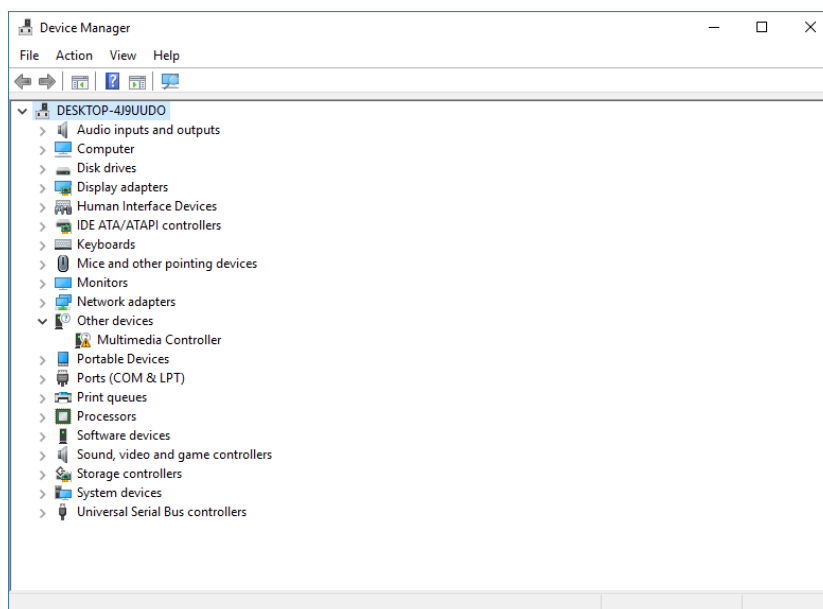 Device Manager
File Action View Help
DESKTOP-4J9UUDO
Audio inputs and outputs
Computer
Disk drives
Display adapters
Human Interface Devices
IDE ATA/ATAPI controllers
Keyboards
Mice and other pointing devices
Monitors
Network adapters
Other devices
Multimedia Controller
Portable Devices
Ports (COM & LPT)
Print queues
Processors
Software devices
Sound, video and game controllers
Storage controllers
System devices
Universal Serial Bus controllers